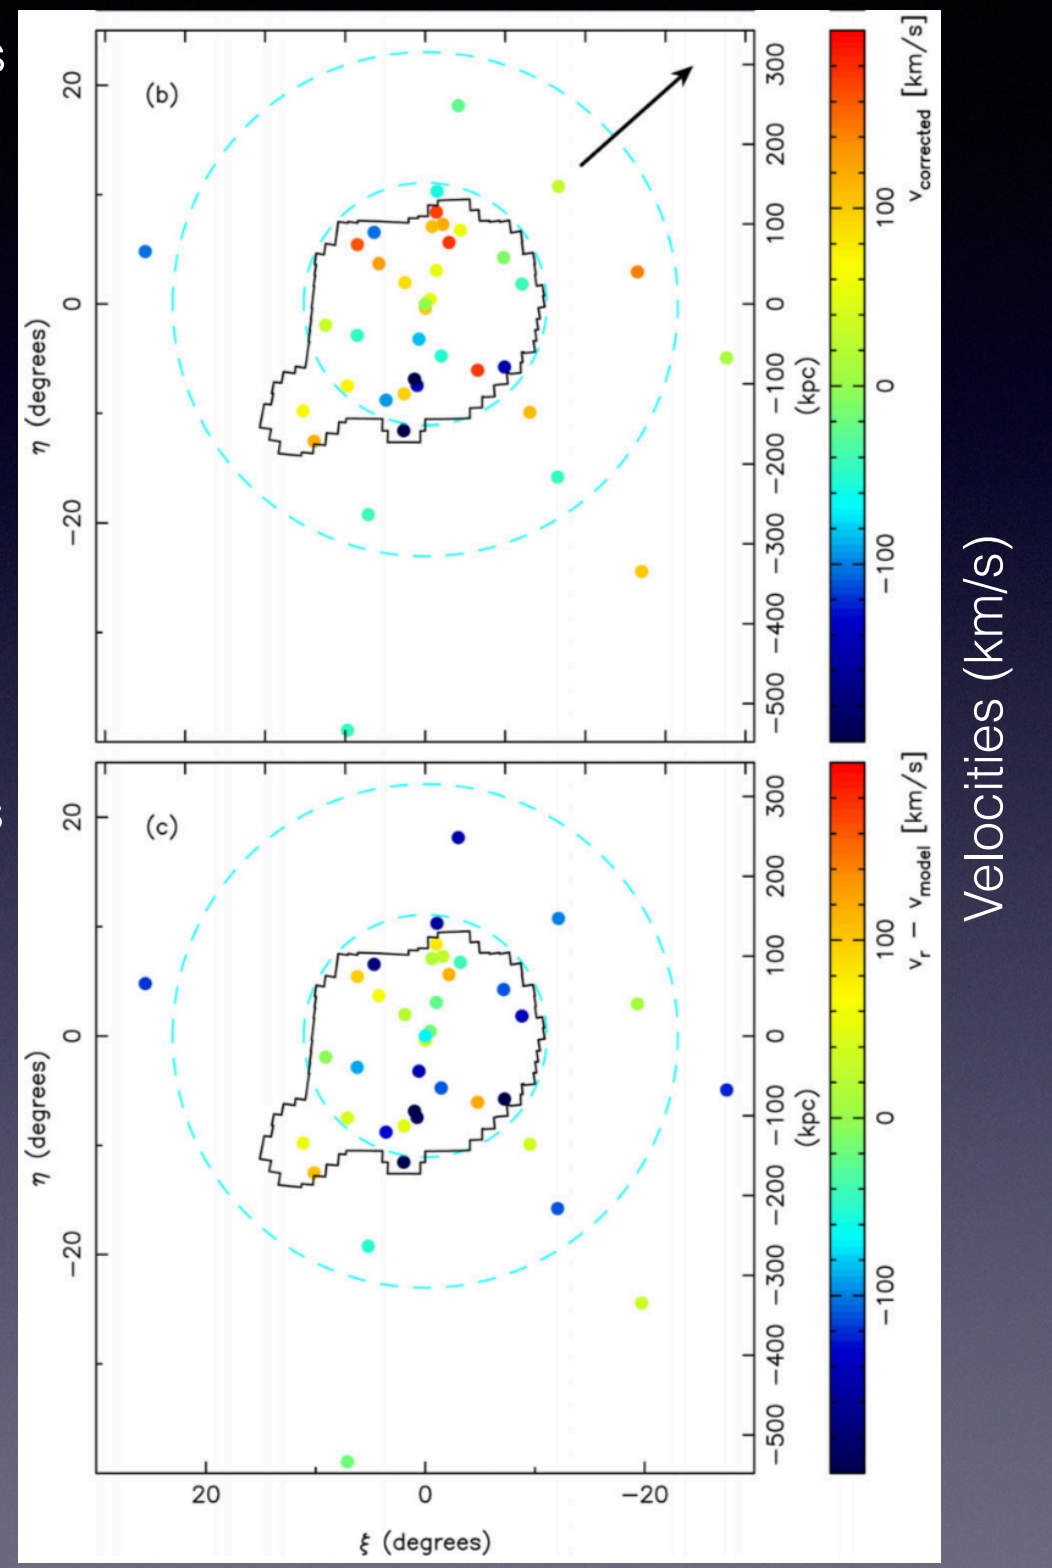 (b)
20
0
−20
η (degrees)
300
200
100
0
−100
−200
−300
−400
−500
(kpc)
100
0
−100
v_corrected [km/s]
(c)
20
0
−20
η (degrees)
300
200
100
0
−100
−200
−300
−400
−500
(kpc)
100
0
−100
v_r − v_model [km/s]
20 0 −20
ξ (degrees)
Velocities (km/s)